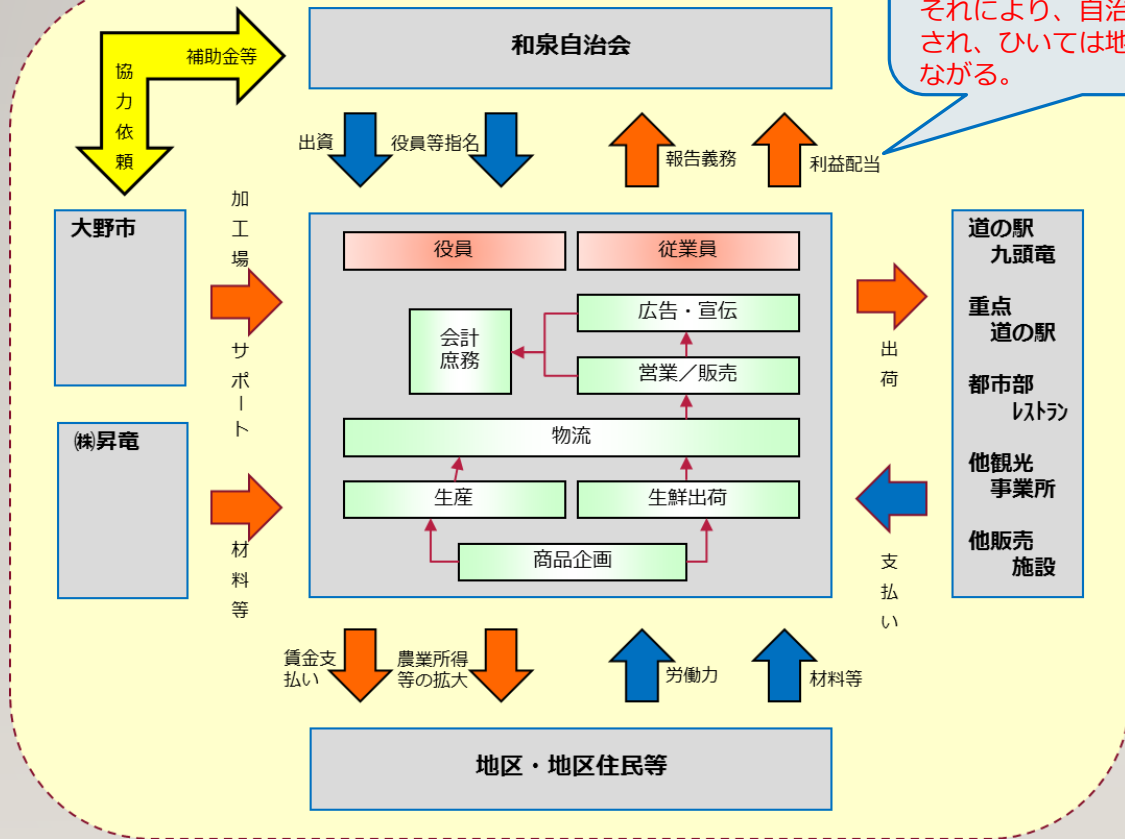 それにより、自治
され、ひいては地
ながる。
和泉自治会
補助金等
協力依頼
出資
役員等指名
報告義務
利益配当
大野市
加工場
サポート
㈱昇竜
材料等
役員
従業員
広告・宣伝
会計
庶務
営業／販売
物流
生産
生鮮出荷
商品企画
出荷
支払い
道の駅
九頭竜
重点
道の駅
都市部
ﾚｽﾄﾗﾝ
他観光
事業所
他販売
施設
賃金支
払い
農業所得
等の拡大
労働力
材料等
地区・地区住民等